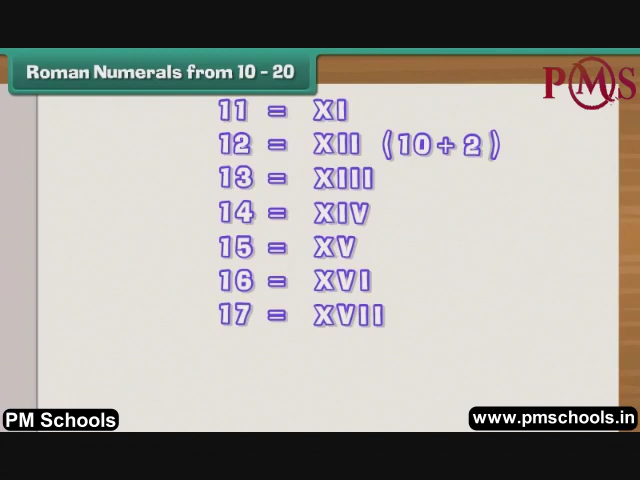 Roman Numerals from 10 - 20
PMS
11 = XI
12 = XII (10 + 2)
13 = XIII
14 = XIV
15 = XV
16 = XVI
17 = XVII
PM Schools
www.pmschools.in